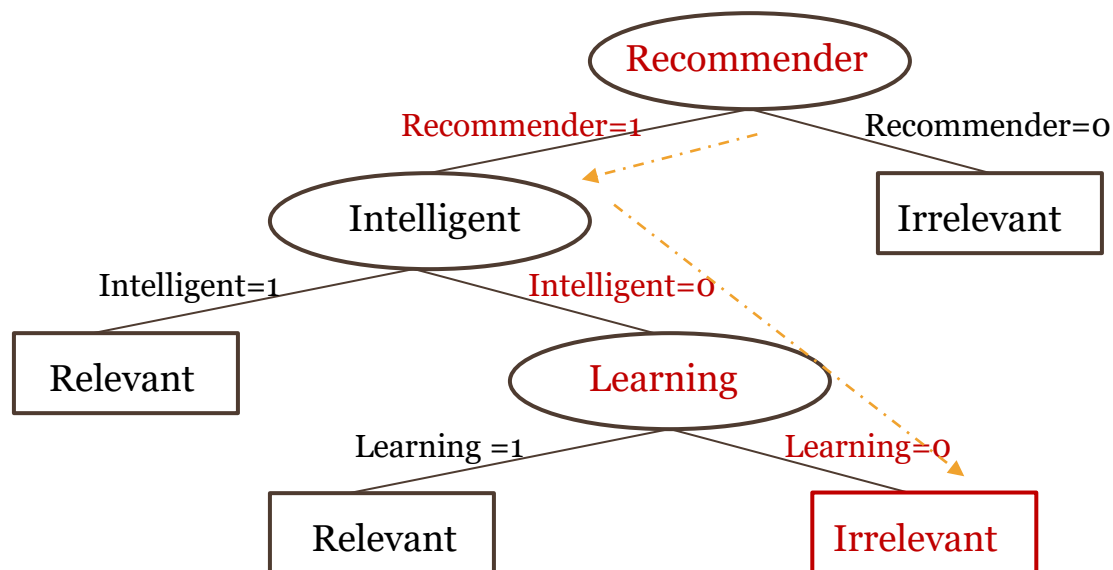 Recommender
Recommender=1
Recommender=0
Intelligent
Irrelevant
Intelligent=1
Intelligent=0
Relevant
Learning
Learning =1
Learning=0
Relevant
Irrelevant